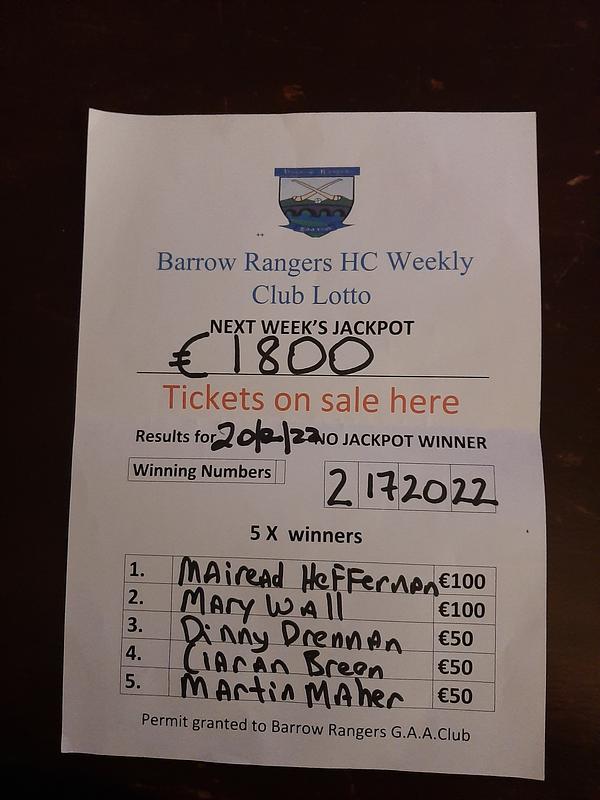 Barrow Rangers HC Weekly
Club Lotto
NEXT WEEK'S JACKPOT
€1800
Tickets on sale here
Results for 20/2/22 NO JACKPOT WINNER
Winning Numbers 2 17 20 22
5 X winners
1. MAireAd HeFFernAn €100
2. MAry WAll €100
3. Dinny DrennAn €50
4. CiArAn Breen €50
5. MArtin MAher €50
Permit granted to Barrow Rangers G.A.A.Club